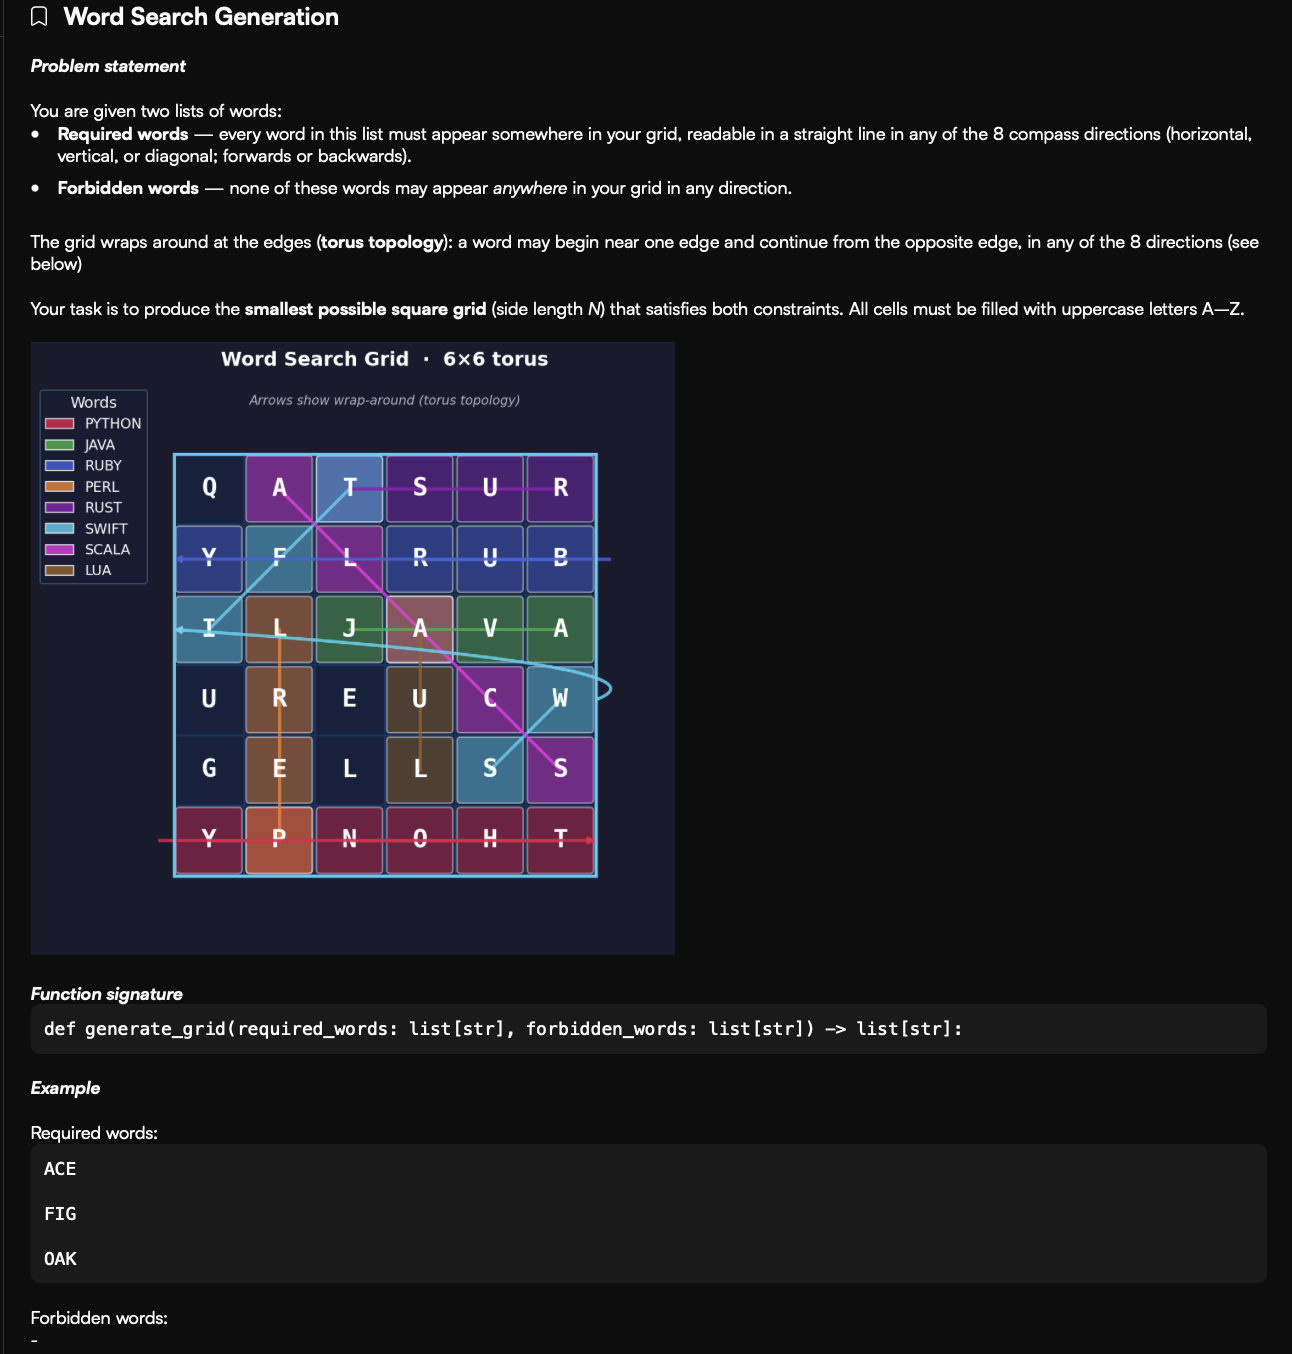 Word Search Generation
Problem statement
You are given two lists of words:
• Required words — every word in this list must appear somewhere in your grid, readable in a straight line in any of the 8 compass directions (horizontal,
vertical, or diagonal; forwards or backwards).
• Forbidden words — none of these words may appear anywhere in your grid in any direction.
The grid wraps around at the edges (torus topology): a word may begin near one edge and continue from the opposite edge, in any of the 8 directions (see
below)
Your task is to produce the smallest possible square grid (side length N) that satisfies both constraints. All cells must be filled with uppercase letters A–Z.
Word Search Grid · 6×6 torus
Arrows show wrap-around (torus topology)
Words
PYTHON
JAVA
RUBY
PERL
RUST
SWIFT
SCALA
LUA
Q A T S U R
Y F L R U B
I L J A V A
U R E U C W
G E L L S S
Y P N O H T
Function signature
def generate_grid(required_words: list[str], forbidden_words: list[str]) -> list[str]:
Example
Required words:
ACE
FIG
OAK
Forbidden words:
-